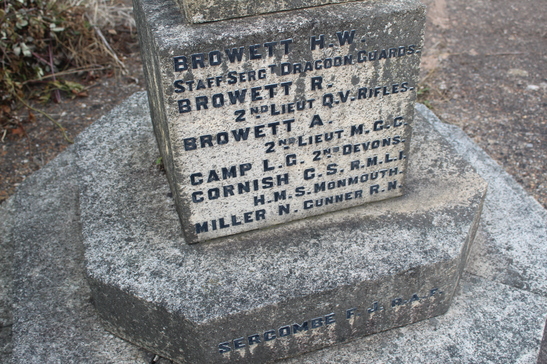 BROWETT H.W.
STAFF SERGT DRAGOON GUARDS.
BROWETT R.
2ND LIEUT Q.V. RIFLES.
BROWETT A.
2ND LIEUT M.G.C.
CAMP L.G. 2ND DEVONS.
CORNISH C.S. R.M.L.I.
H.M.S. MONMOUTH.
MILLER N. GUNNER R.N.
SERCOMBE F.J. R.A.F.